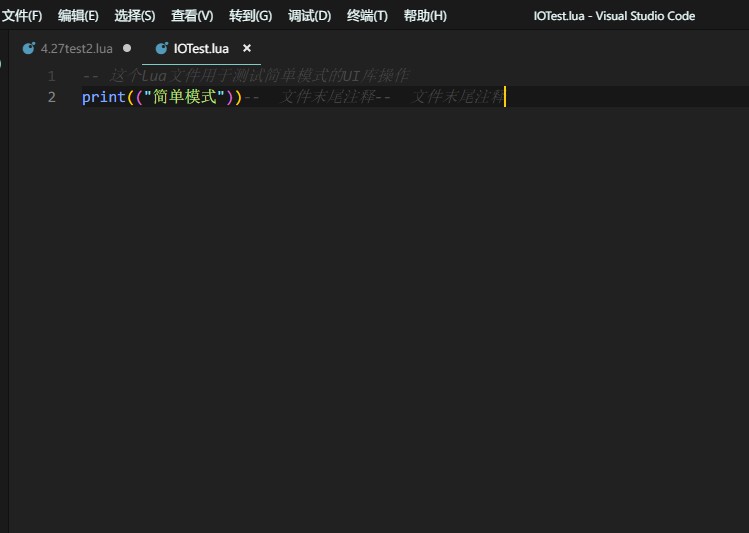 文件(F) 编辑(E) 选择(S) 查看(V) 转到(G) 调试(D) 终端(T) 帮助(H) IOTest.lua - Visual Studio Code
4.27test2.lua ● IOTest.lua ×
1 -- 这个Lua文件用于测试简单模式的UI库操作
2 print(("简单模式"))-- 文件末尾注释-- 文件末尾注释